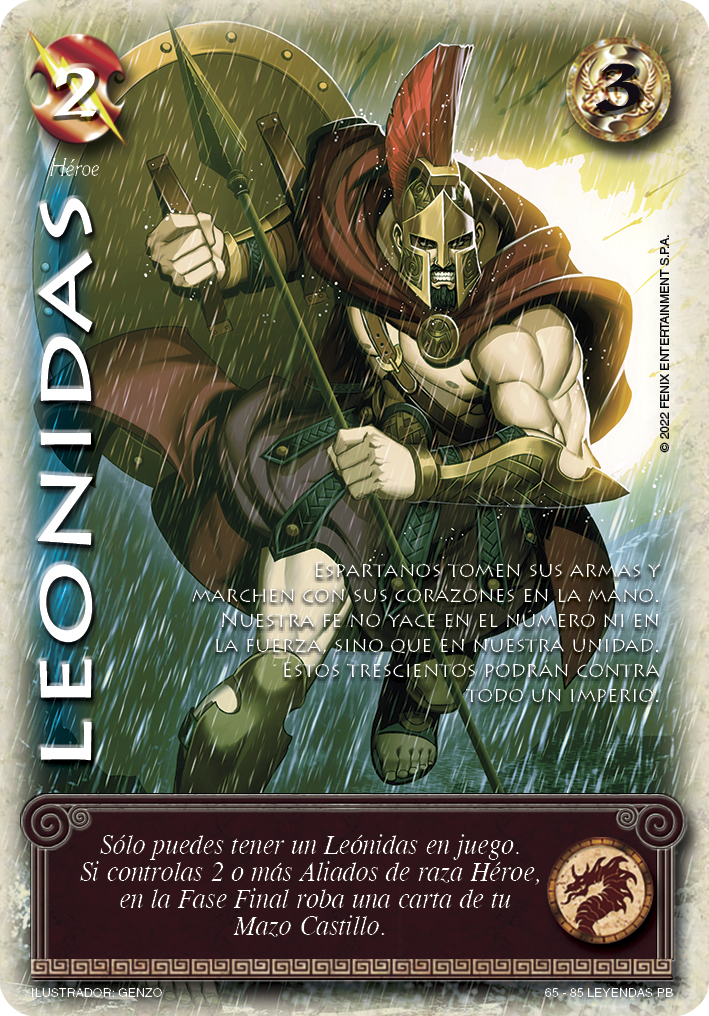 2
3
Héroe
LEONIDAS
© 2022 FENIX ENTERTAINMENT S.P.A.
Espartanos tomen sus armas y
marchen con sus corazones en la mano.
Nuestra fe no yace en el número ni en
la fuerza, sino que en nuestra unidad.
Estos trescientos podrán contra
todo un imperio.
Sólo puedes tener un Leónidas en juego.
Si controlas 2 o más Aliados de raza Héroe,
en la Fase Final roba una carta de tu
Mazo Castillo.
ILUSTRADOR: GENZO
65 - 85 LEYENDAS PB